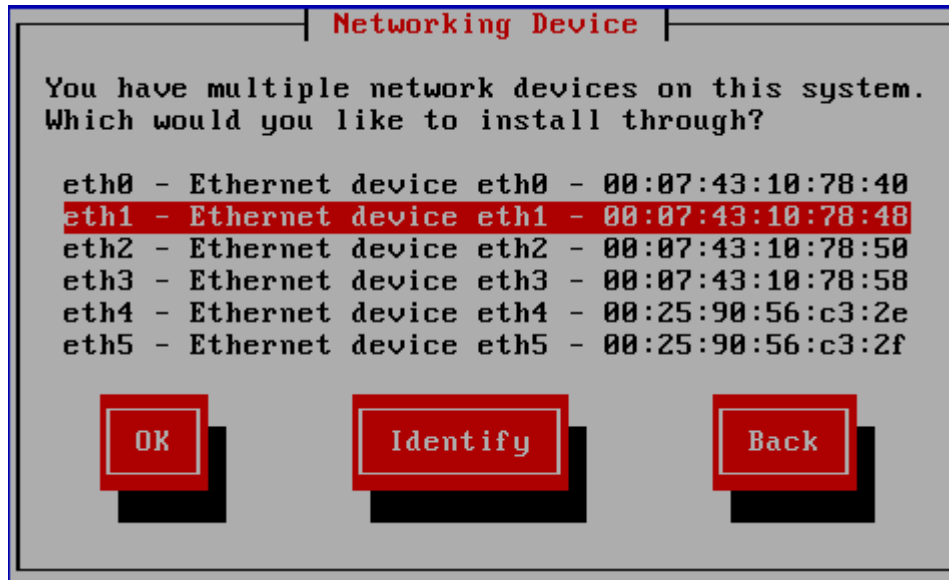 Networking Device
You have multiple network devices on this system.
Which would you like to install through?
eth0 - Ethernet device eth0 - 00:07:43:10:78:40
eth1 - Ethernet device eth1 - 00:07:43:10:78:48
eth2 - Ethernet device eth2 - 00:07:43:10:78:50
eth3 - Ethernet device eth3 - 00:07:43:10:78:58
eth4 - Ethernet device eth4 - 00:25:90:56:c3:2e
eth5 - Ethernet device eth5 - 00:25:90:56:c3:2f
OK Identify Back